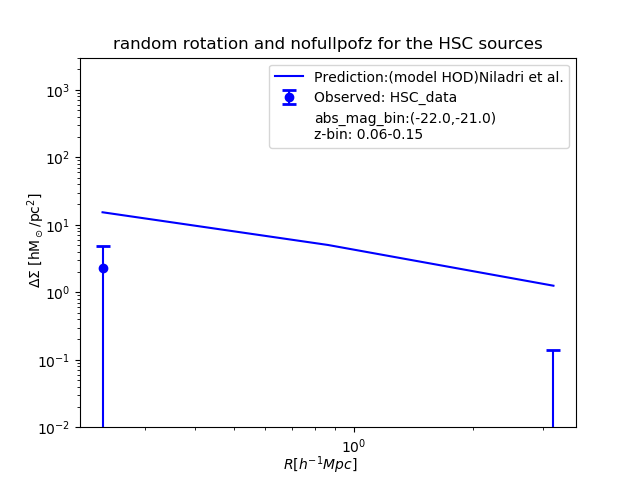 random rotation and nofullpofz for the HSC sources
Prediction:(model HOD)Niladri et al.
Observed: HSC_data
abs_mag_bin:(-22.0,-21.0)
z-bin: 0.06-0.15
ΔΣ [hM☉/pc²]
10³
10²
10¹
10⁰
10⁻¹
10⁻²
10⁰
R[h⁻¹Mpc]